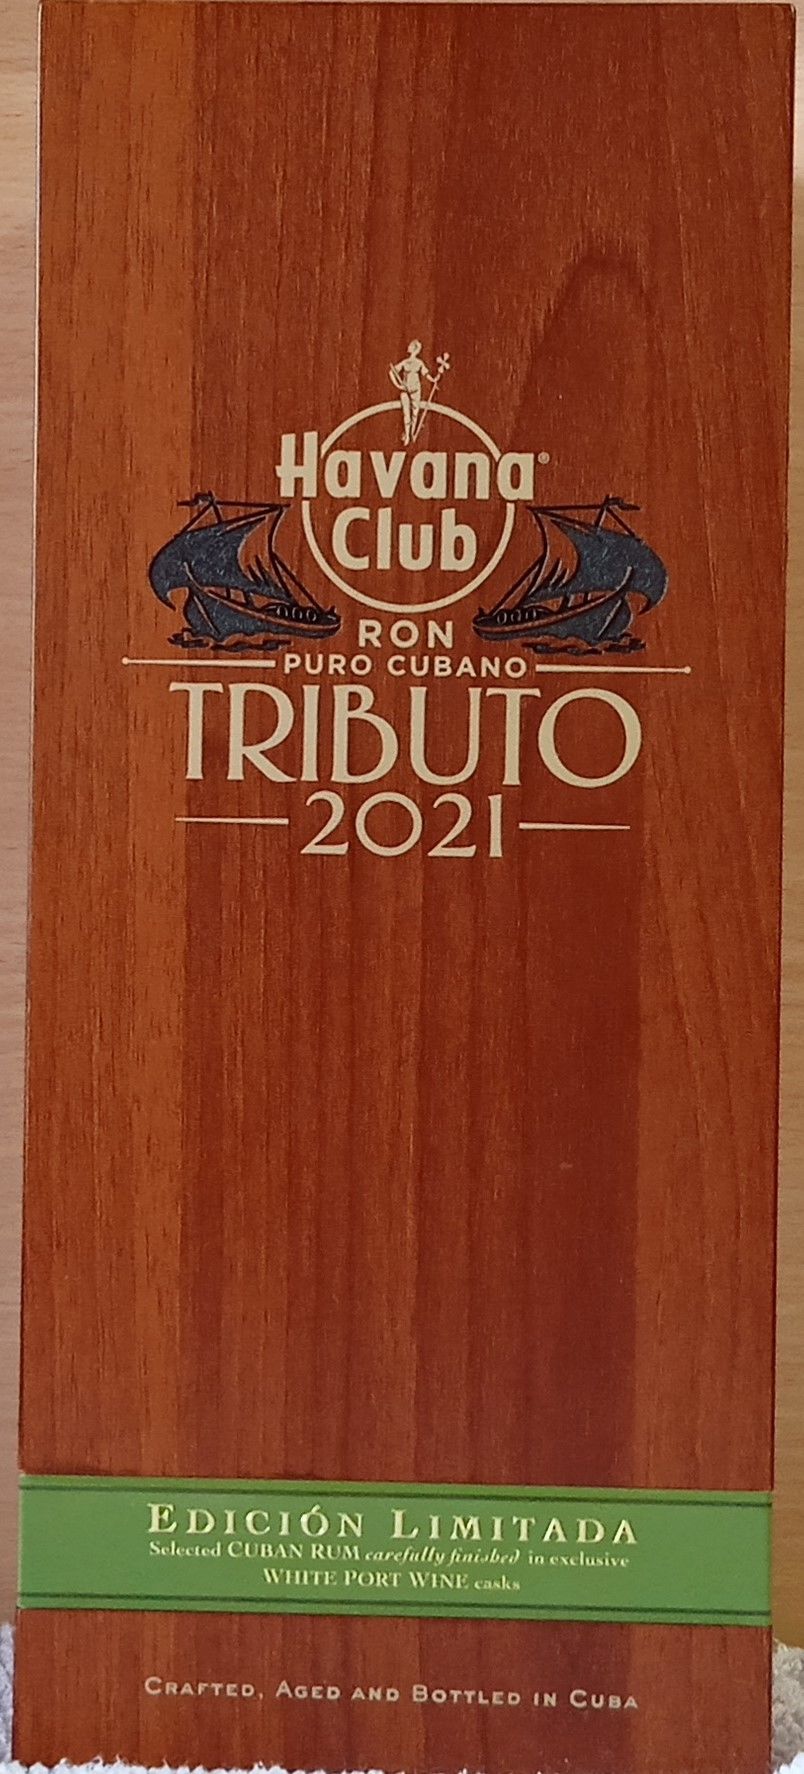 Havana®
Club
RON
PURO CUBANO
TRIBUTO
2021
EDICIÓN LIMITADA
Selected CUBAN RUM carefully finished in exclusive
WHITE PORT WINE casks
CRAFTED, AGED AND BOTTLED IN CUBA